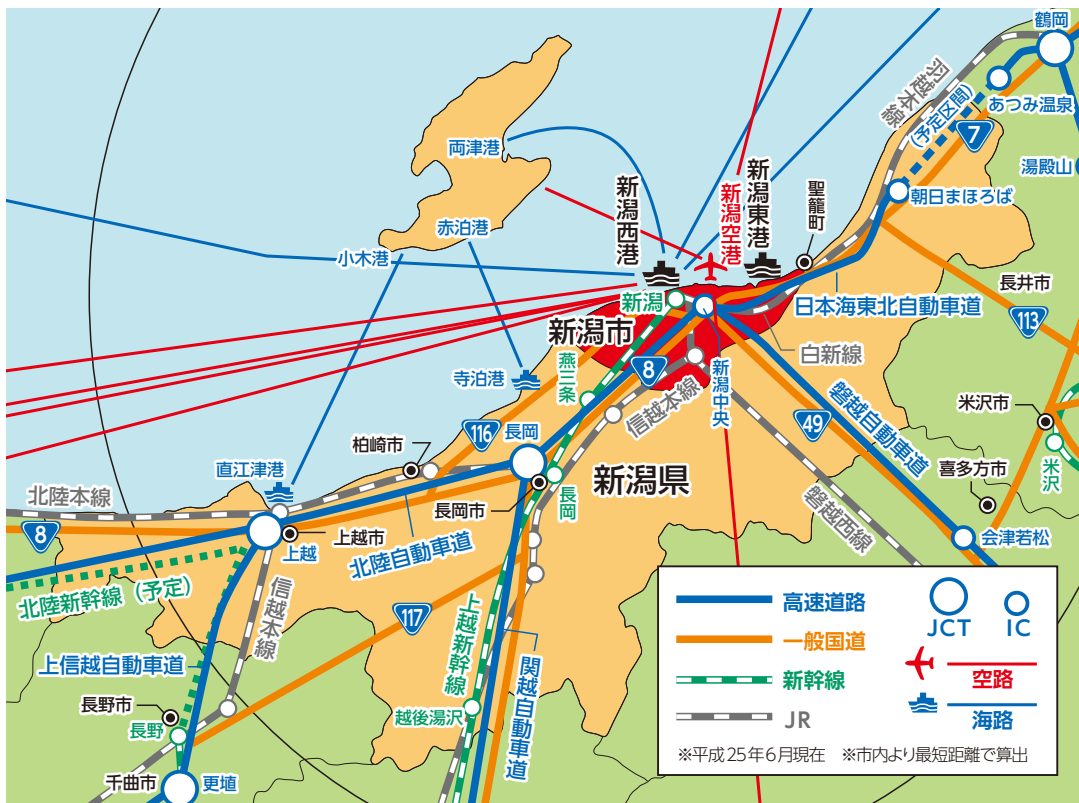 鶴岡
羽越本線
あつみ温泉
(予定区間)
7
湯殿山
両津港
新潟西港
新潟空港
新潟東港
聖籠町
朝日まほろば
赤泊港
小木港
長井市
新潟
日本海東北自動車道
113
新潟市
白新線
燕三条
8
新潟中央
寺泊港
信越本線
磐越自動車道
米沢市
49
116
長岡
柏崎市
喜多方市
米沢
直江津港
新潟県
北陸本線
長岡市
長岡
磐越西線
8
上越
上越市
北陸自動車道
会津若松
北陸新幹線(予定)
信越本線
117
上越新幹線
関越自動車道
上信越自動車道
長野市
長野
越後湯沢
千曲市
更埴
高速道路
JCT
IC
一般国道
空路
新幹線
海路
JR
※平成25年6月現在 ※市内より最短距離で算出